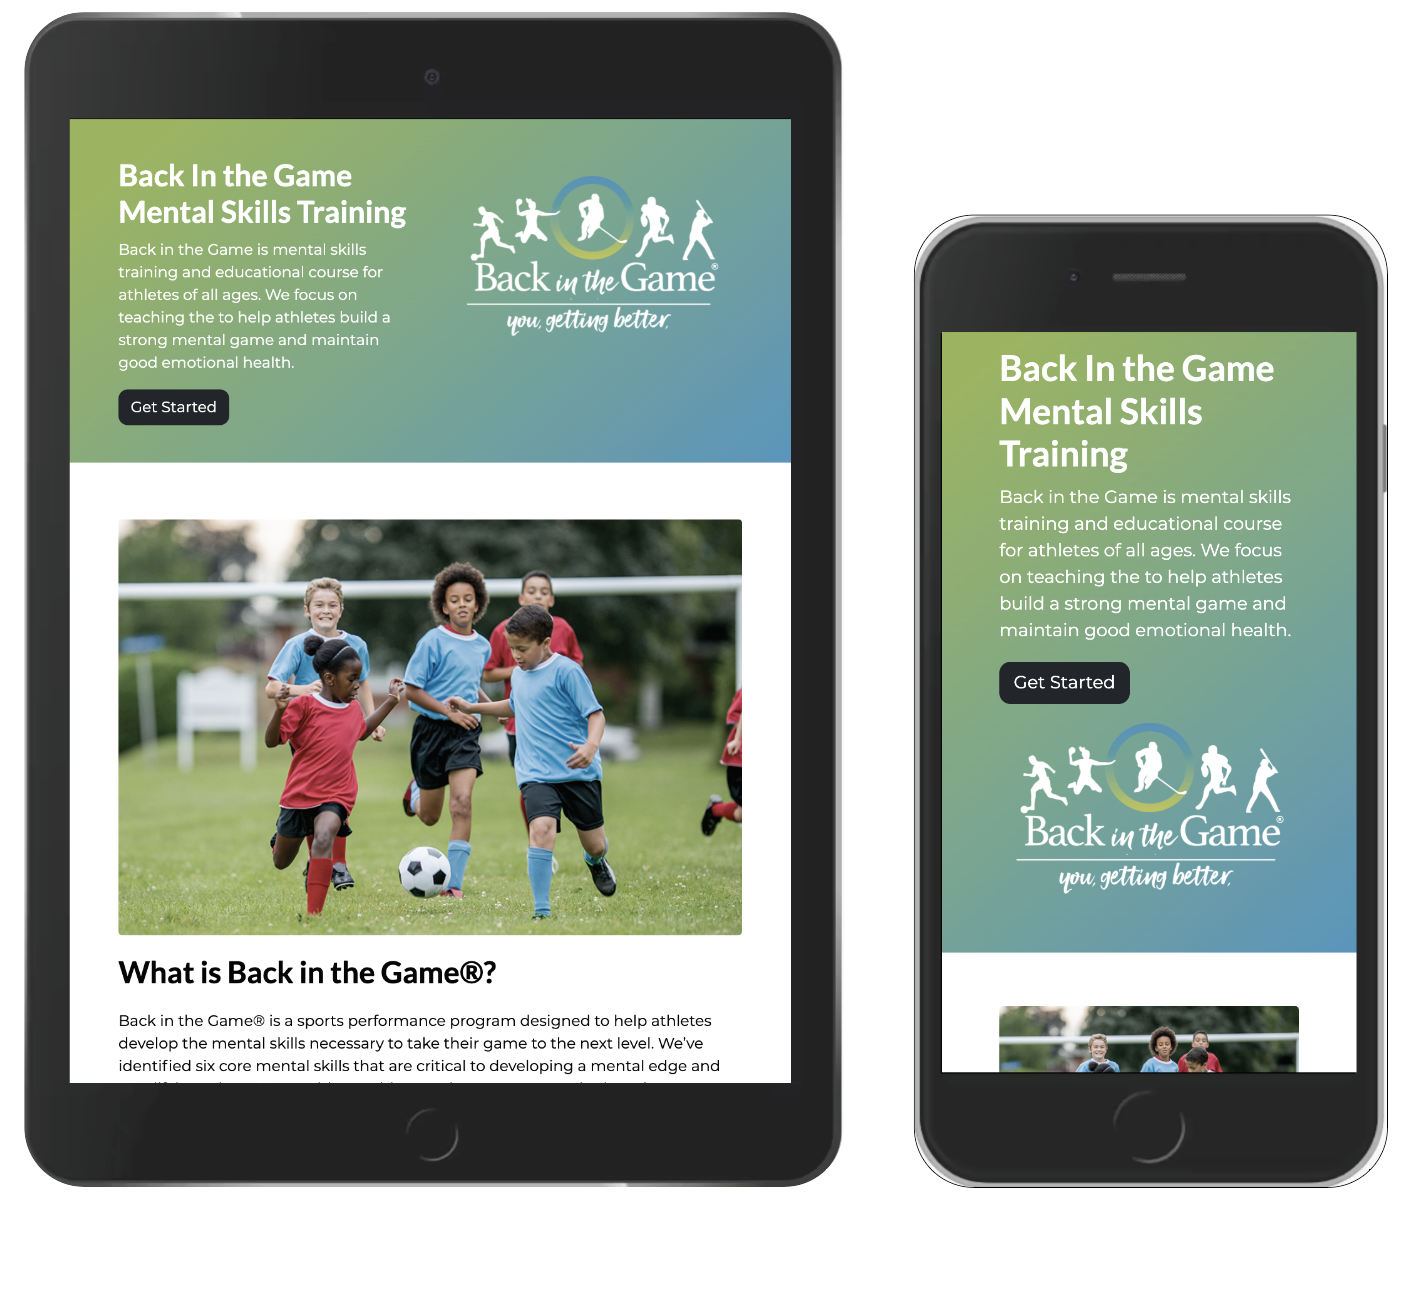 Back In the Game
Mental Skills Training
Back in the Game is mental skills
training and educational course for
athletes of all ages. We focus on
teaching the to help athletes build a
strong mental game and maintain
good emotional health.
Get Started
Back in the Game®
you, getting better.
What is Back in the Game®?
Back in the Game® is a sports performance program designed to help athletes
develop the mental skills necessary to take their game to the next level. We've
identified six core mental skills that are critical to developing a mental edge and
Back In the Game
Mental Skills
Training
Back in the Game is mental skills
training and educational course
for athletes of all ages. We focus
on teaching the to help athletes
build a strong mental game and
maintain good emotional health.
Get Started
Back in the Game®
you, getting better.